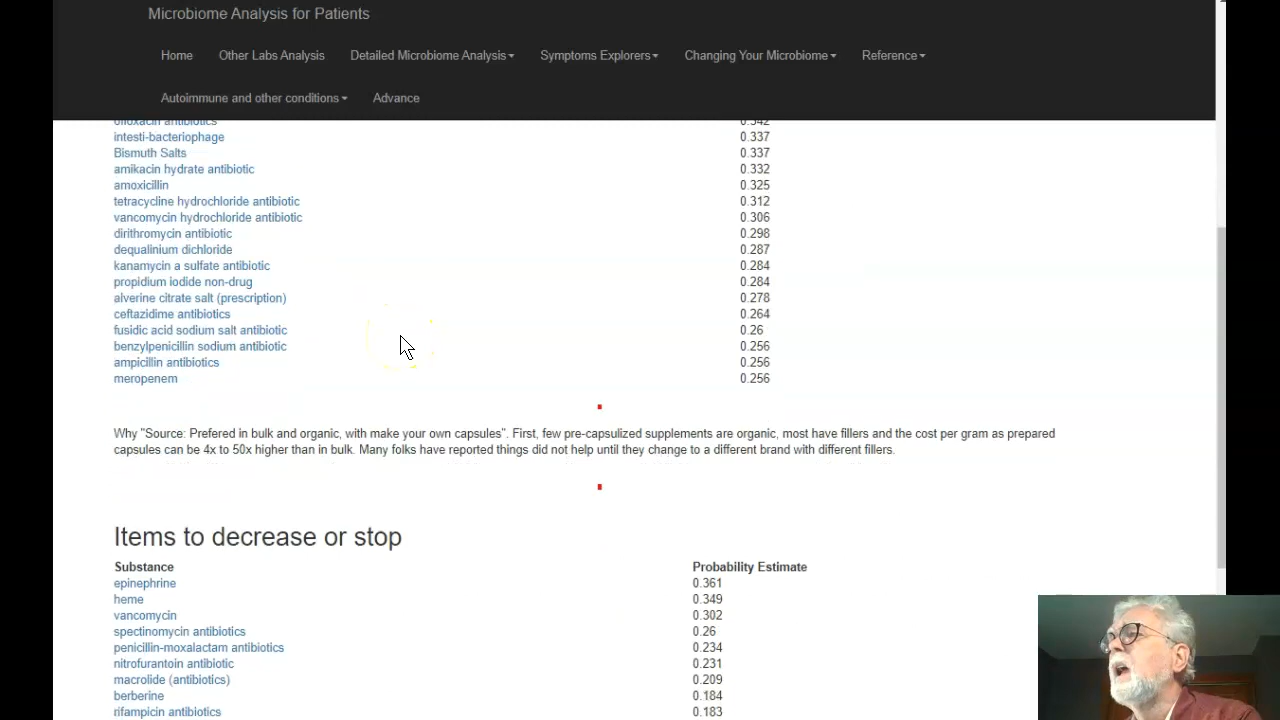 Microbiome Analysis for Patients
Home Other Labs Analysis Detailed Microbiome Analysis Symptoms Explorers Changing Your Microbiome Reference
Autoimmune and other conditions Advance
ofloxacin antibiotics 0.342
intesti-bacteriophage 0.337
Bismuth Salts 0.337
amikacin hydrate antibiotic 0.332
amoxicillin 0.325
tetracycline hydrochloride antibiotic 0.312
vancomycin hydrochloride antibiotic 0.306
dirithromycin antibiotic 0.298
dequalinium dichloride 0.287
kanamycin a sulfate antibiotic 0.284
propidium iodide non-drug 0.284
alverine citrate salt (prescription) 0.278
ceftazidime antibiotics 0.264
fusidic acid sodium salt antibiotic 0.26
benzylpenicillin sodium antibiotic 0.256
ampicillin antibiotics 0.256
meropenem 0.256
Why "Source: Prefered in bulk and organic, with make your own capsules". First, few pre-capsulized supplements are organic, most have fillers and the cost per gram as prepared
capsules can be 4x to 50x higher than in bulk. Many folks have reported things did not help until they change to a different brand with different fillers.
Items to decrease or stop
Substance Probability Estimate
epinephrine 0.361
heme 0.349
vancomycin 0.302
spectinomycin antibiotics 0.26
penicillin-moxalactam antibiotics 0.234
nitrofurantoin antibiotic 0.231
macrolide (antibiotics) 0.209
berberine 0.184
rifampicin antibiotics 0.183